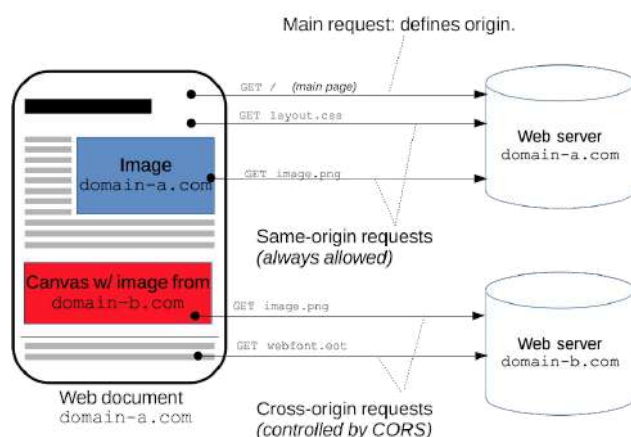 Main request: defines origin.
GET / (main page)
GET layout.css
Image
domain-a.com
GET image.png
Web server
domain-a.com
Same-origin requests
(always allowed)
Canvas w/ image from
domain-b.com
GET image.png
GET webfont.eot
Web server
domain-b.com
Web document
domain-a.com
Cross-origin requests
(controlled by CORS)